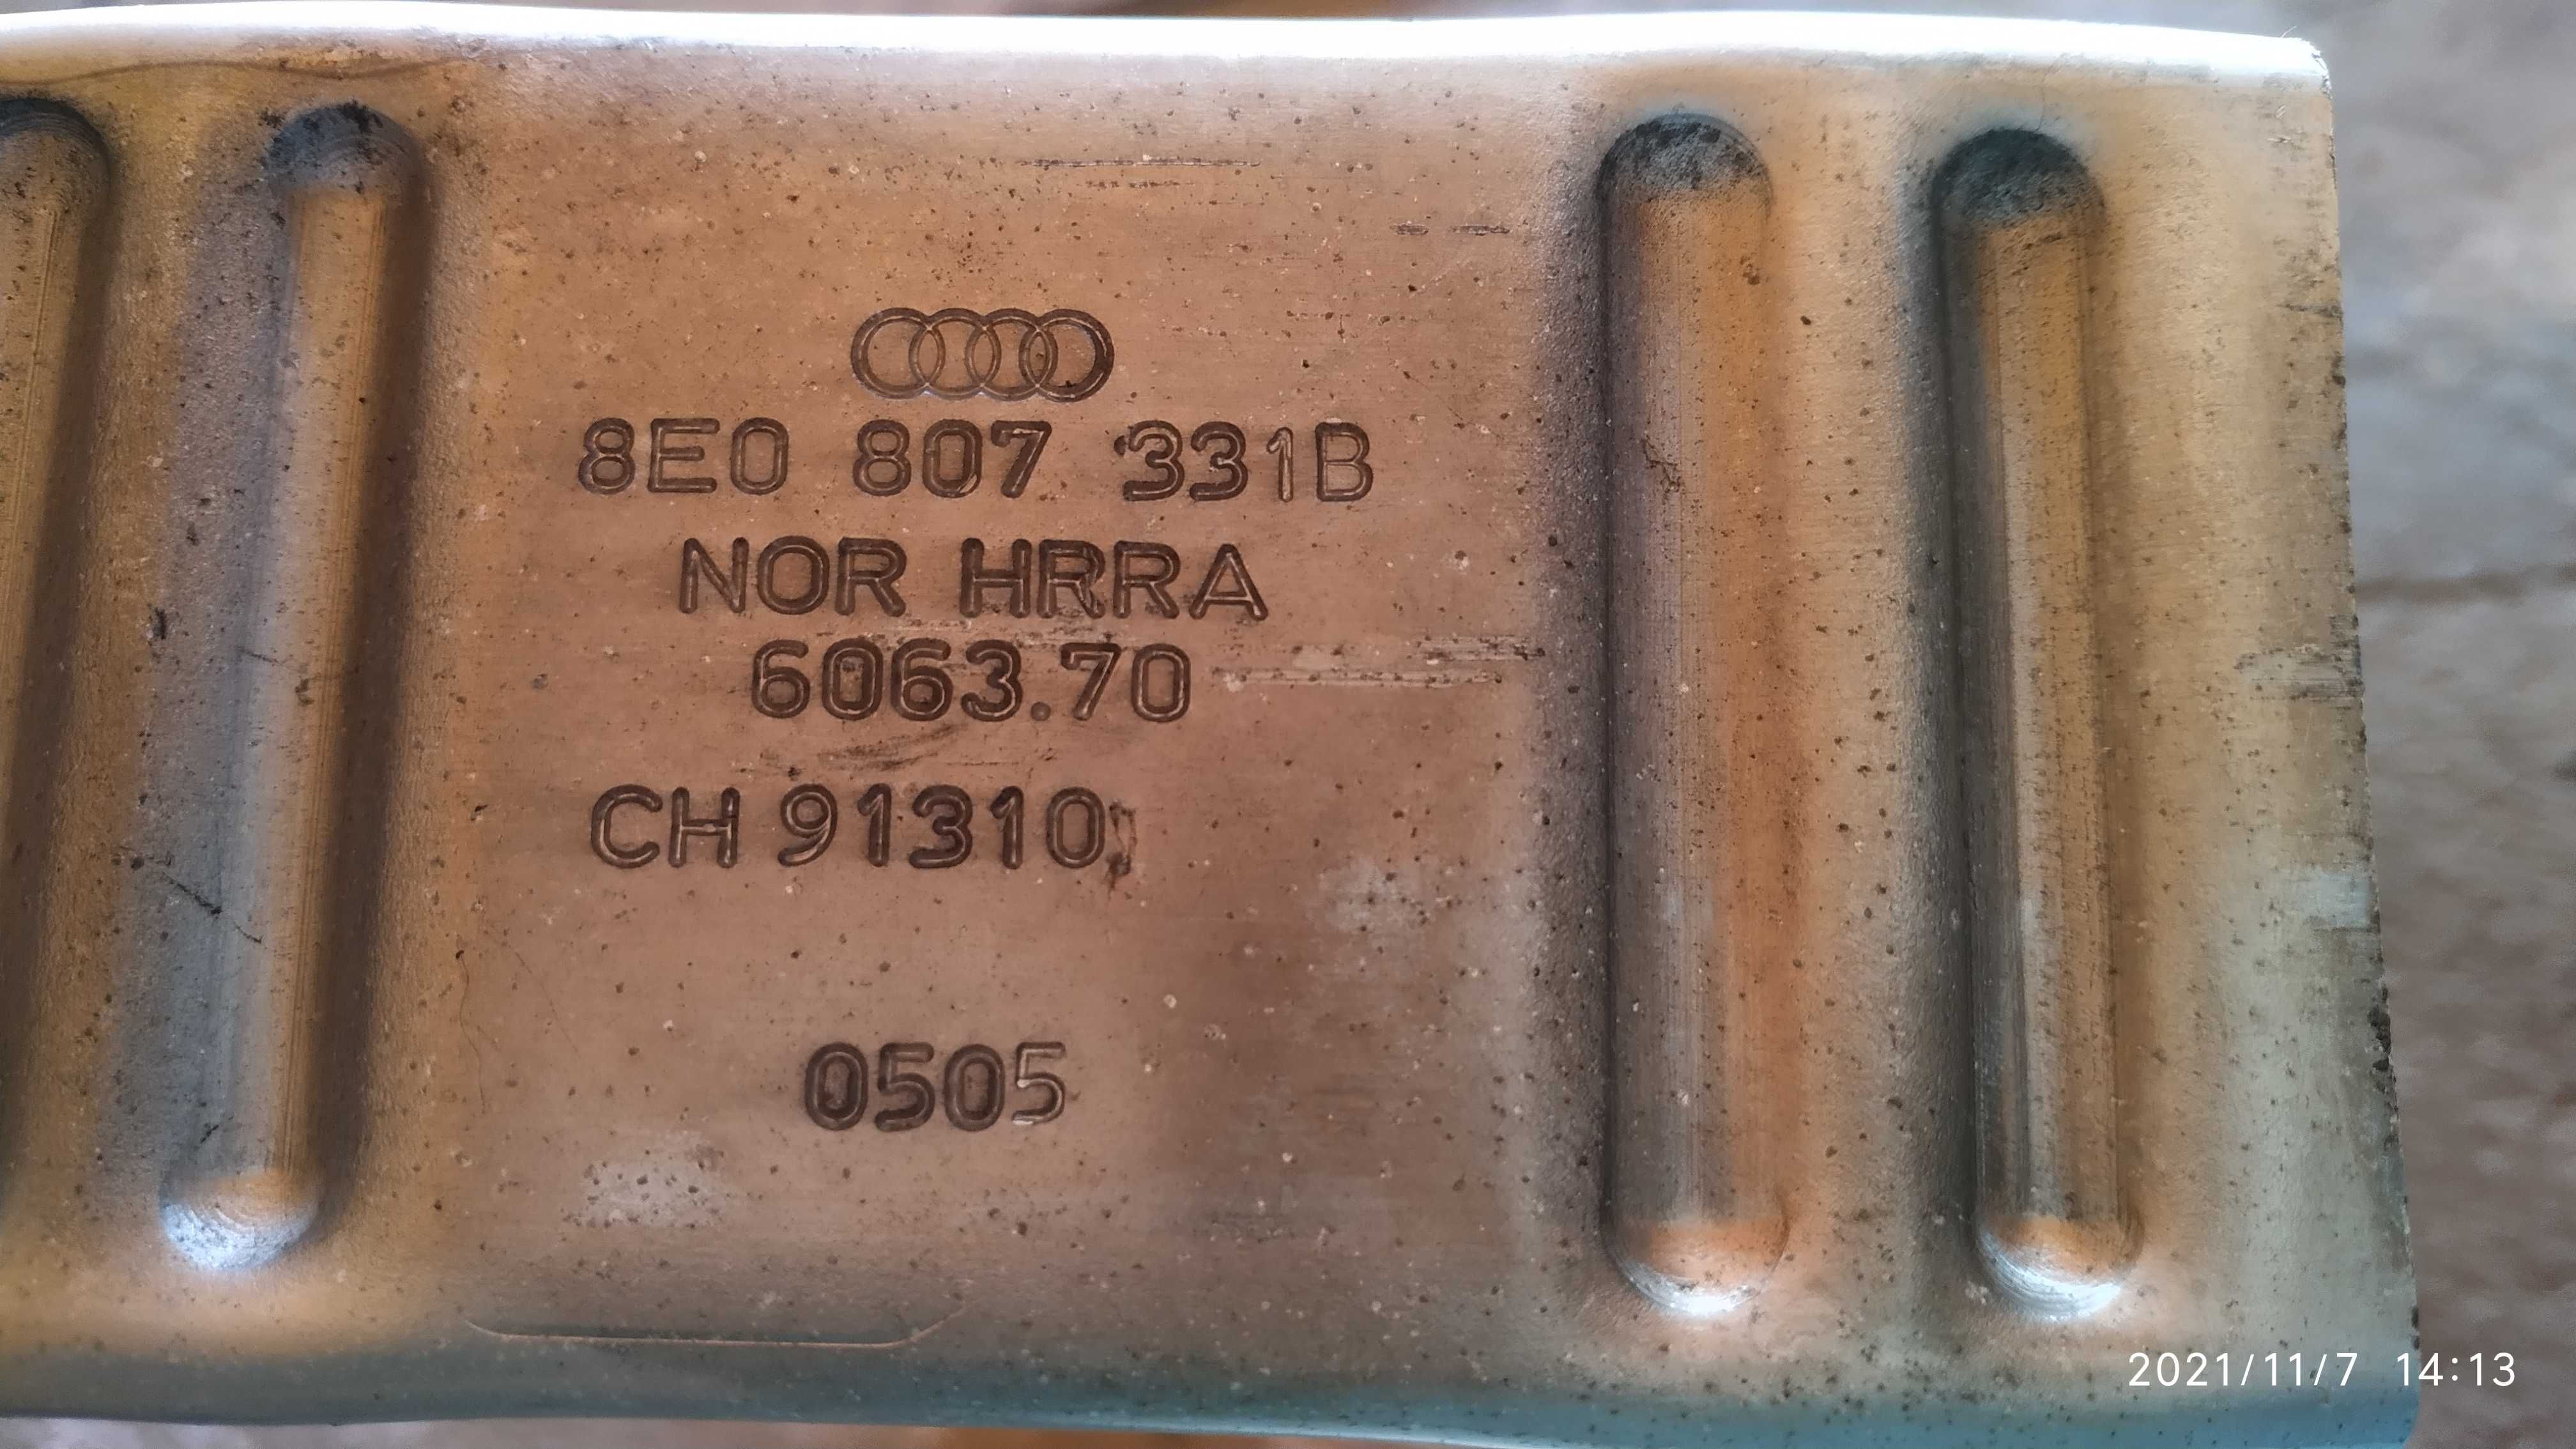 8E0 807 331B
NOR HRRA
6063.70
CH 91310
0505
2021/11/7 14:13